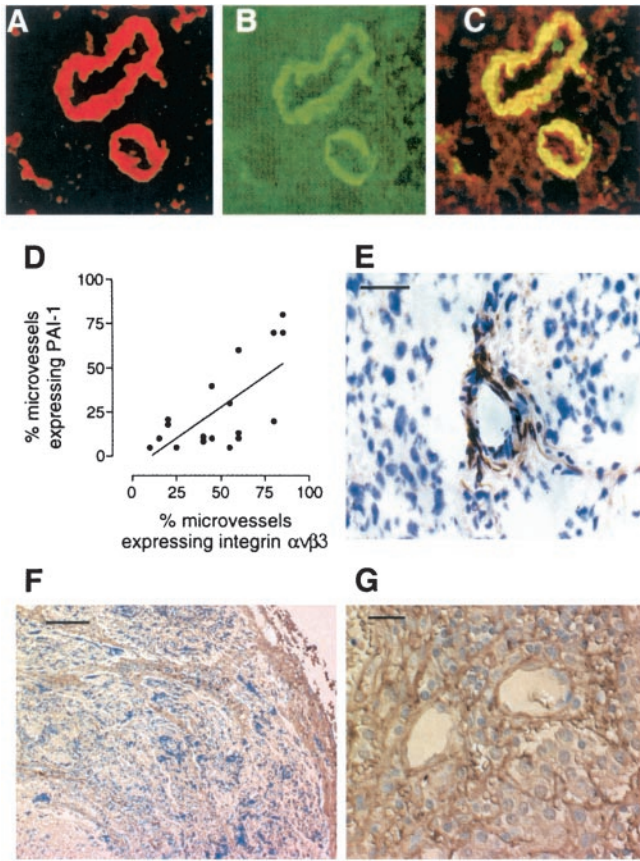 A
B
C
D
% microvessels
expressing PAI-1
100
75
50
25
0
0
25
50
75
100
% microvessels
expressing integrin αvβ3
E
F
G